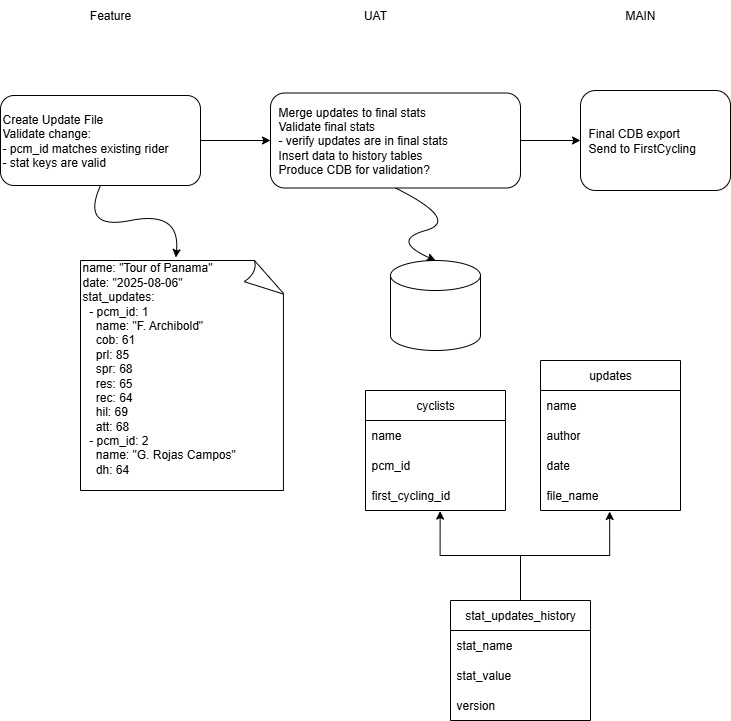 Feature
UAT
MAIN
Create Update File
Validate change:
- pcm_id matches existing rider
- stat keys are valid
Merge updates to final stats
Validate final stats
- verify updates are in final stats
Insert data to history tables
Produce CDB for validation?
Final CDB export
Send to FirstCycling
name: "Tour of Panama"
date: "2025-08-06"
stat_updates:
- pcm_id: 1
name: "F. Archibold"
cob: 61
prl: 85
spr: 68
res: 65
rec: 64
hil: 69
att: 68
- pcm_id: 2
name: "G. Rojas Campos"
dh: 64
cyclists
name
pcm_id
first_cycling_id
updates
name
author
date
file_name
stat_updates_history
stat_name
stat_value
version